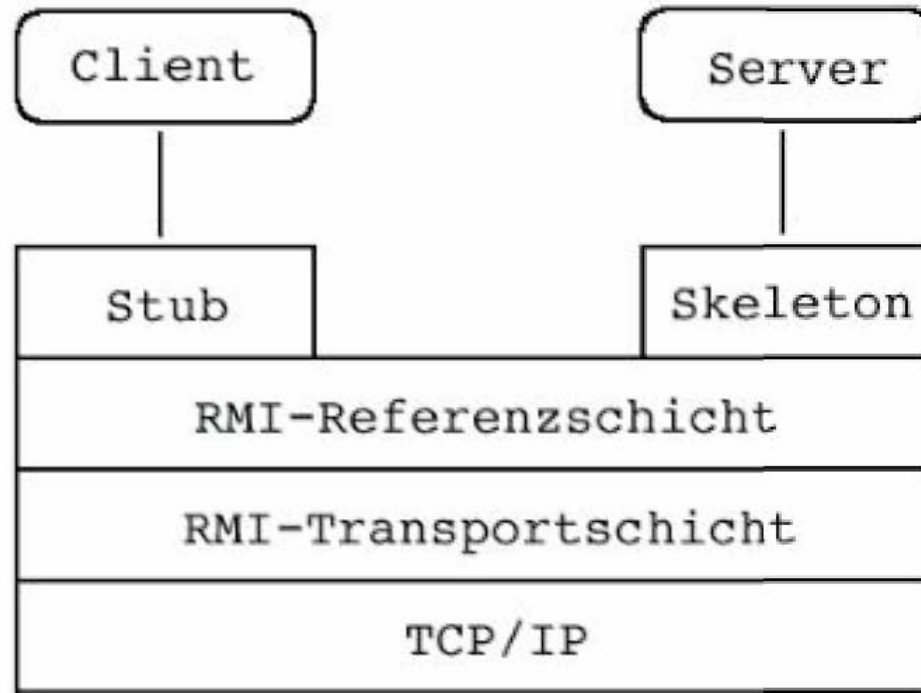 Client
Server
Stub
Skeleton
RMI-Referenzschicht
RMI-Transportschicht
TCP/IP